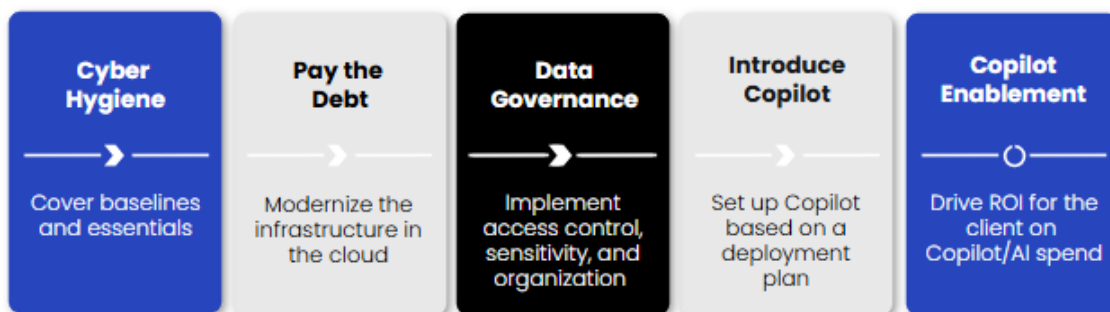 Cyber
Hygiene
Cover baselines
and essentials
Pay the
Debt
Modernize the
infrastructure in
the cloud
Data
Governance
Implement
access control,
sensitivity, and
organization
Introduce
Copilot
Set up Copilot
based on a
deployment
plan
Copilot
Enablement
Drive ROI for the
client on
Copilot/AI spend